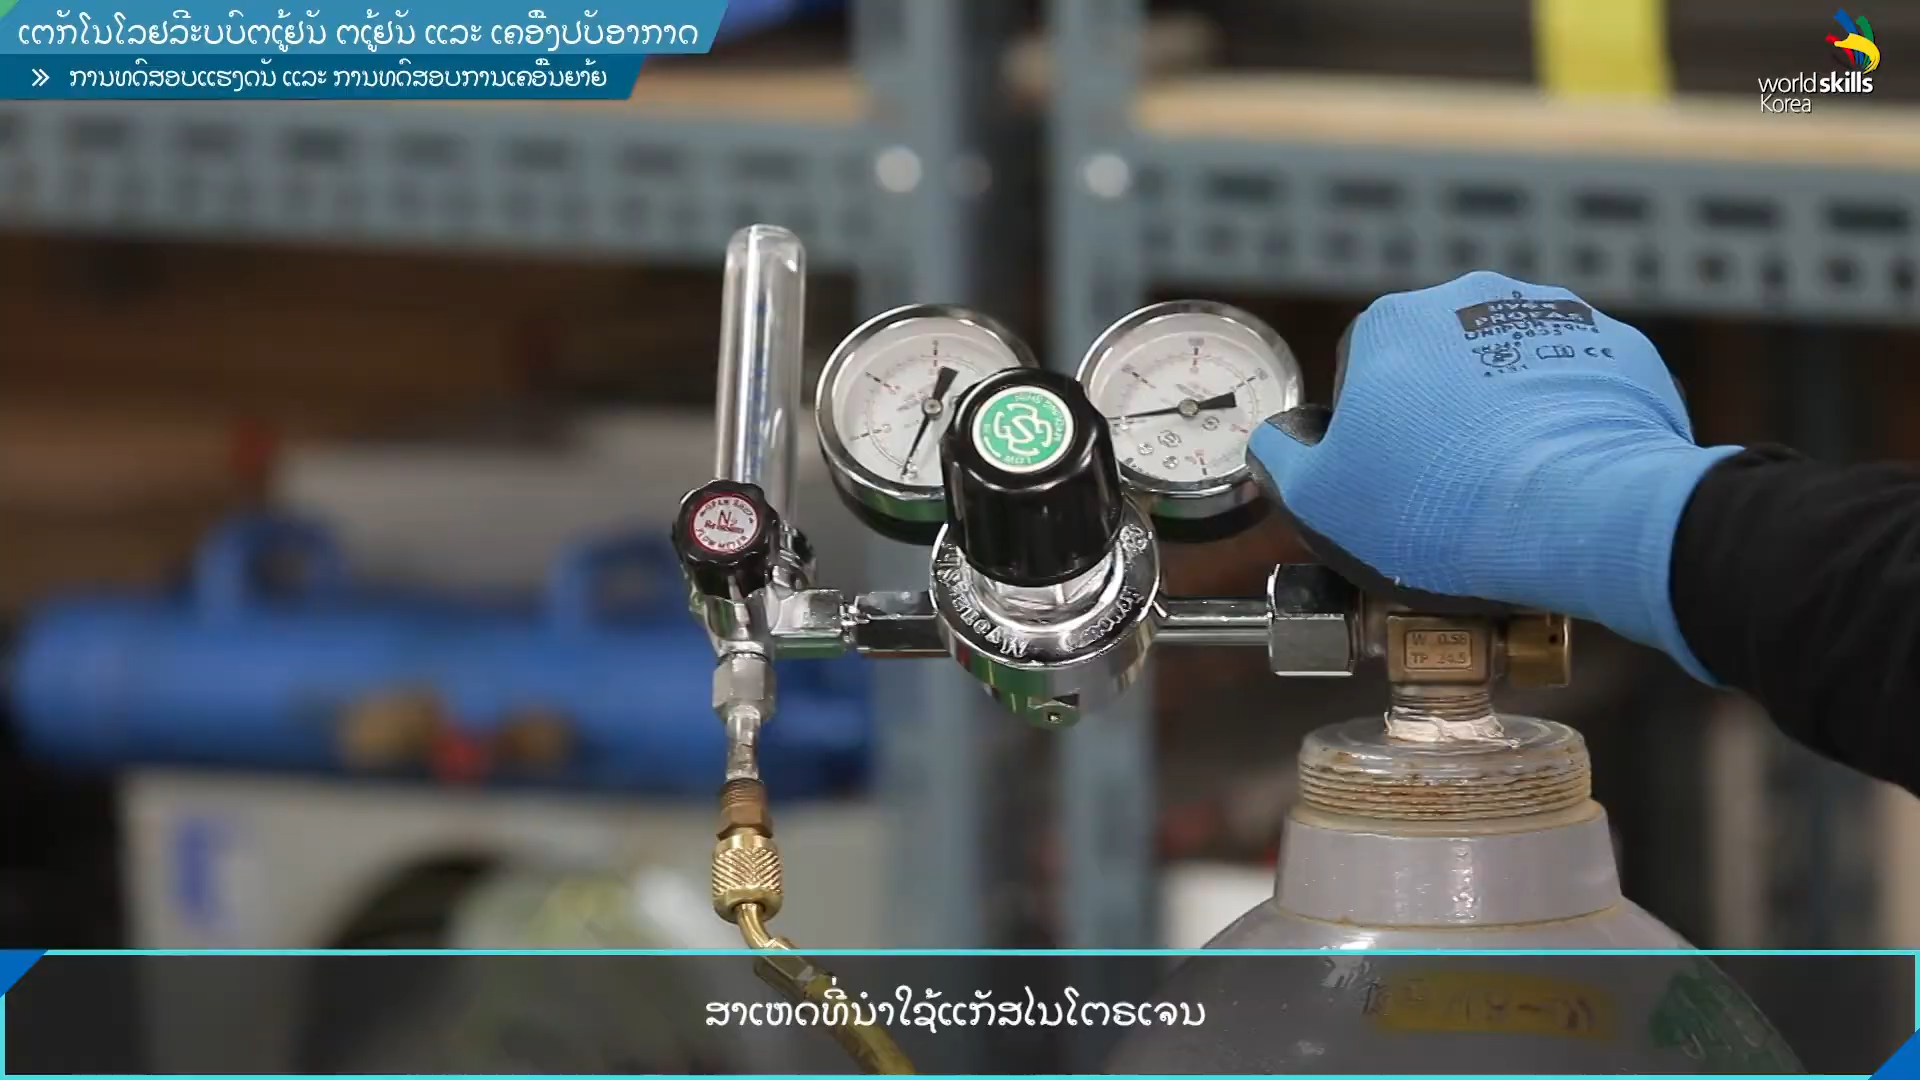 ເຕັກໂນໂລຢີລະບົບຕູ້ເຢັນ ຕູ້ເຢັນ ແລະ ເຄື່ອງປັບອາກາດ
ການທົດສອບແຮງດັນ ແລະ ການທົດສອບການເຄື່ອນຍ້າຍ
worldskills
Korea
N2
FLOW METER
UNIPUR
CE
W 0.58
TP 24.5
ສາເຫດທີ່ນຳໃຊ້ແກັສໄນໂຕຣເຈນ